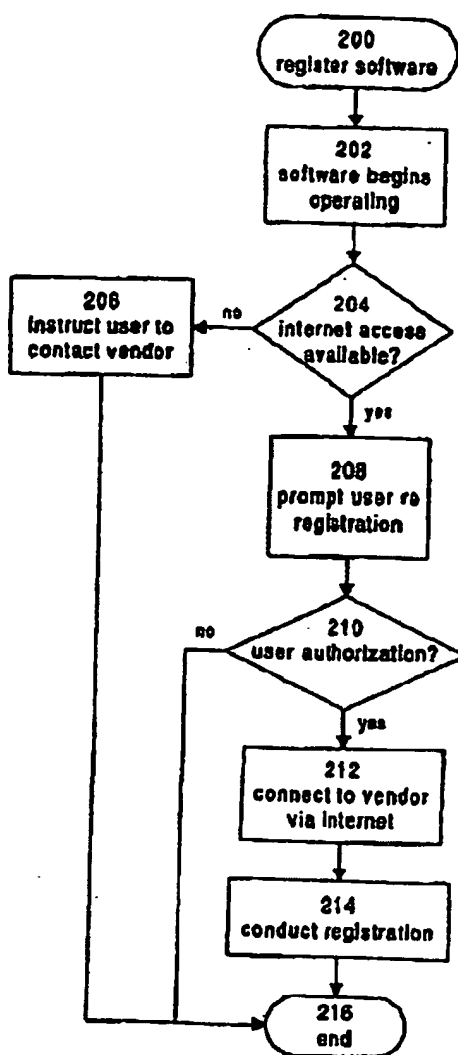 200
register software
202
software begins
operating
206
instruct user to
contact vendor
no
204
internet access
available?
yes
208
prompt user re
registration
no
210
user authorization?
yes
212
connect to vendor
via internet
214
conduct registration
216
end